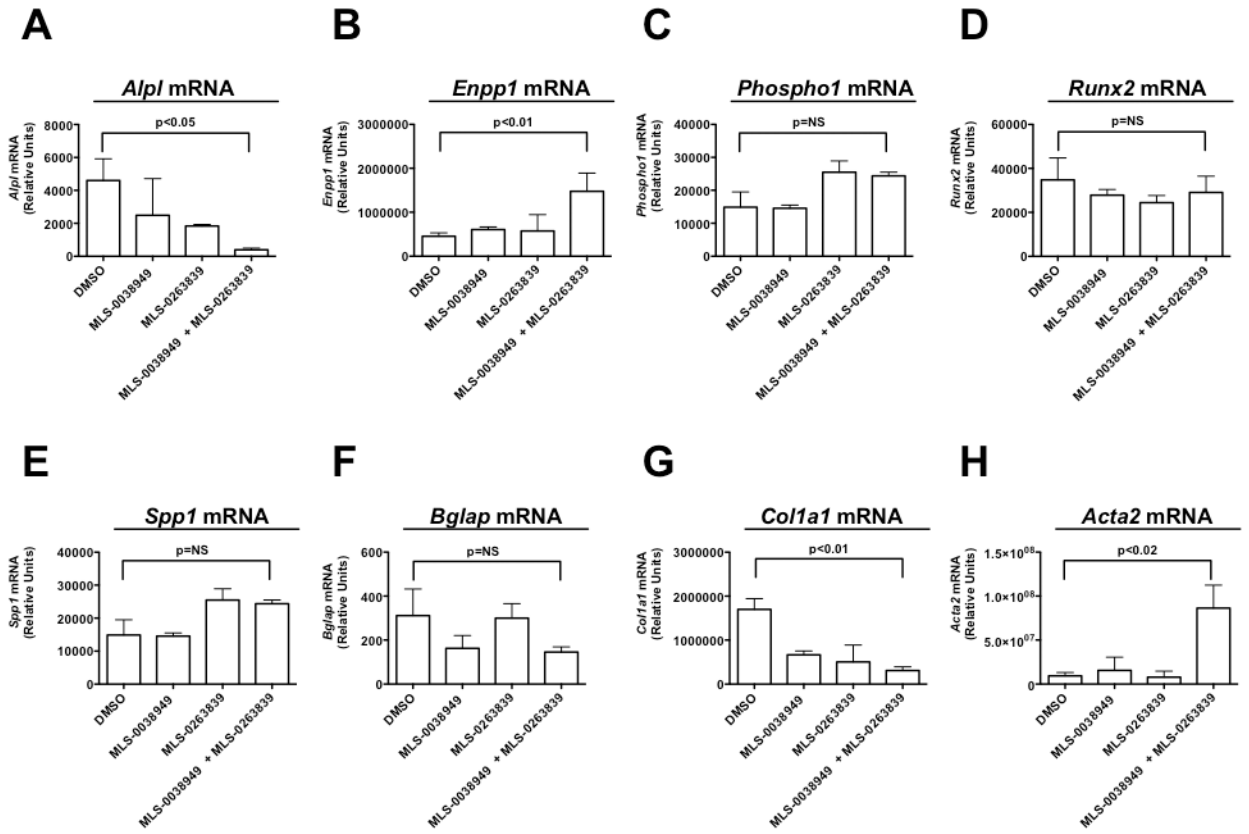 A
B
C
D
Alpl mRNA
Enpp1 mRNA
Phospho1 mRNA
Runx2 mRNA
Alpl mRNA
(Relative Units)
8000
6000
4000
2000
0
p<0.05
DMSO
MLS-0038949
MLS-0263839
MLS-0038949 + MLS-0263839
Enpp1 mRNA
(Relative Units)
3000000
2000000
1000000
0
p<0.01
DMSO
MLS-0038949
MLS-0263839
MLS-0038949 + MLS-0263839
Phospho1 mRNA
(Relative Units)
40000
30000
20000
10000
0
p=NS
DMSO
MLS-0038949
MLS-0263839
MLS-0038949 + MLS-0263839
Runx2 mRNA
(Relative Units)
60000
40000
20000
0
p=NS
DMSO
MLS-0038949
MLS-0263839
MLS-0038949 + MLS-0263839
E
F
G
H
Spp1 mRNA
Bglap mRNA
Col1a1 mRNA
Acta2 mRNA
Spp1 mRNA
(Relative Units)
40000
30000
20000
10000
0
p=NS
DMSO
MLS-0038949
MLS-0263839
MLS-0038949 + MLS-0263839
Bglap mRNA
(Relative Units)
600
400
200
0
p=NS
DMSO
MLS-0038949
MLS-0263839
MLS-0038949 + MLS-0263839
Col1a1 mRNA
(Relative Units)
3000000
2000000
1000000
0
p<0.01
DMSO
MLS-0038949
MLS-0263839
MLS-0038949 + MLS-0263839
Acta2 mRNA
(Relative Units)
1.5×10⁰⁸
1.0×10⁰⁸
5.0×10⁰⁷
0
p<0.02
DMSO
MLS-0038949
MLS-0263839
MLS-0038949 + MLS-0263839